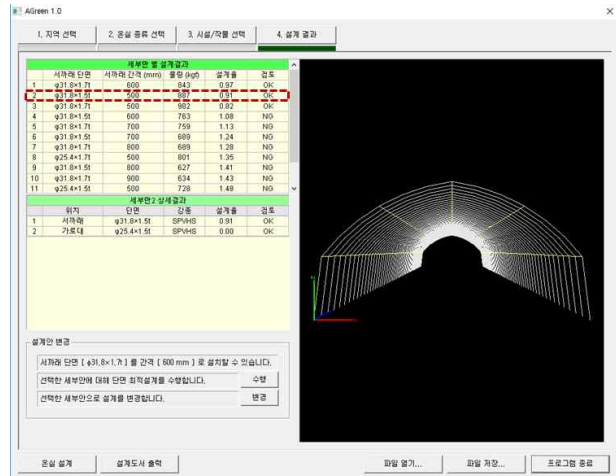 AGreen 1.0
1. 지역 선택 2. 온실 종류 선택 3. 시설/작물 선택 4. 설계 결과
세부안 별 설계결과
서까래 단면 서까래 간격 (mm) 물량 (kgf) 설계율 검토
1 φ31.8×1.7t 600 843 0.97 OK
2 φ31.8×1.5t 500 887 0.91 OK
3 φ31.8×1.7t 500 982 0.82 OK
4 φ31.8×1.5t 600 763 1.08 NG
5 φ31.8×1.7t 700 759 1.13 NG
6 φ31.8×1.5t 700 689 1.24 NG
7 φ31.8×1.7t 800 689 1.28 NG
8 φ25.4×1.7t 500 801 1.35 NG
9 φ31.8×1.5t 800 627 1.41 NG
10 φ31.8×1.7t 900 634 1.43 NG
11 φ25.4×1.5t 500 728 1.48 NG
세부안2 상세결과
위치 단면 강종 설계율 검토
1 서까래 φ31.8×1.5t SPVHS 0.91 OK
2 가로대 φ25.4×1.5t SPVHS 0.00 OK
설계안 변경
서까래 단면 [ φ31.8×1.7t ] 를 간격 [ 600 mm ] 로 설치할 수 있습니다.
선택한 세부안에 대해 단면 최적설계를 수행합니다. 수행
선택한 세부안으로 설계를 변경합니다. 변경
온실 설계 설계도서 출력 파일 열기... 파일 저장... 프로그램 종료